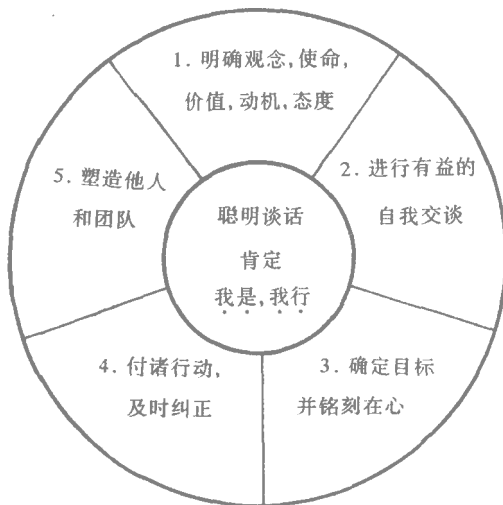 1. 明确观念,使命,
价值,动机,态度
2. 进行有益的
自我交谈
3. 确定目标
并铭刻在心
4. 付诸行动,
及时纠正
5. 塑造他人
和团队
聪明谈话
肯定
我是,我行